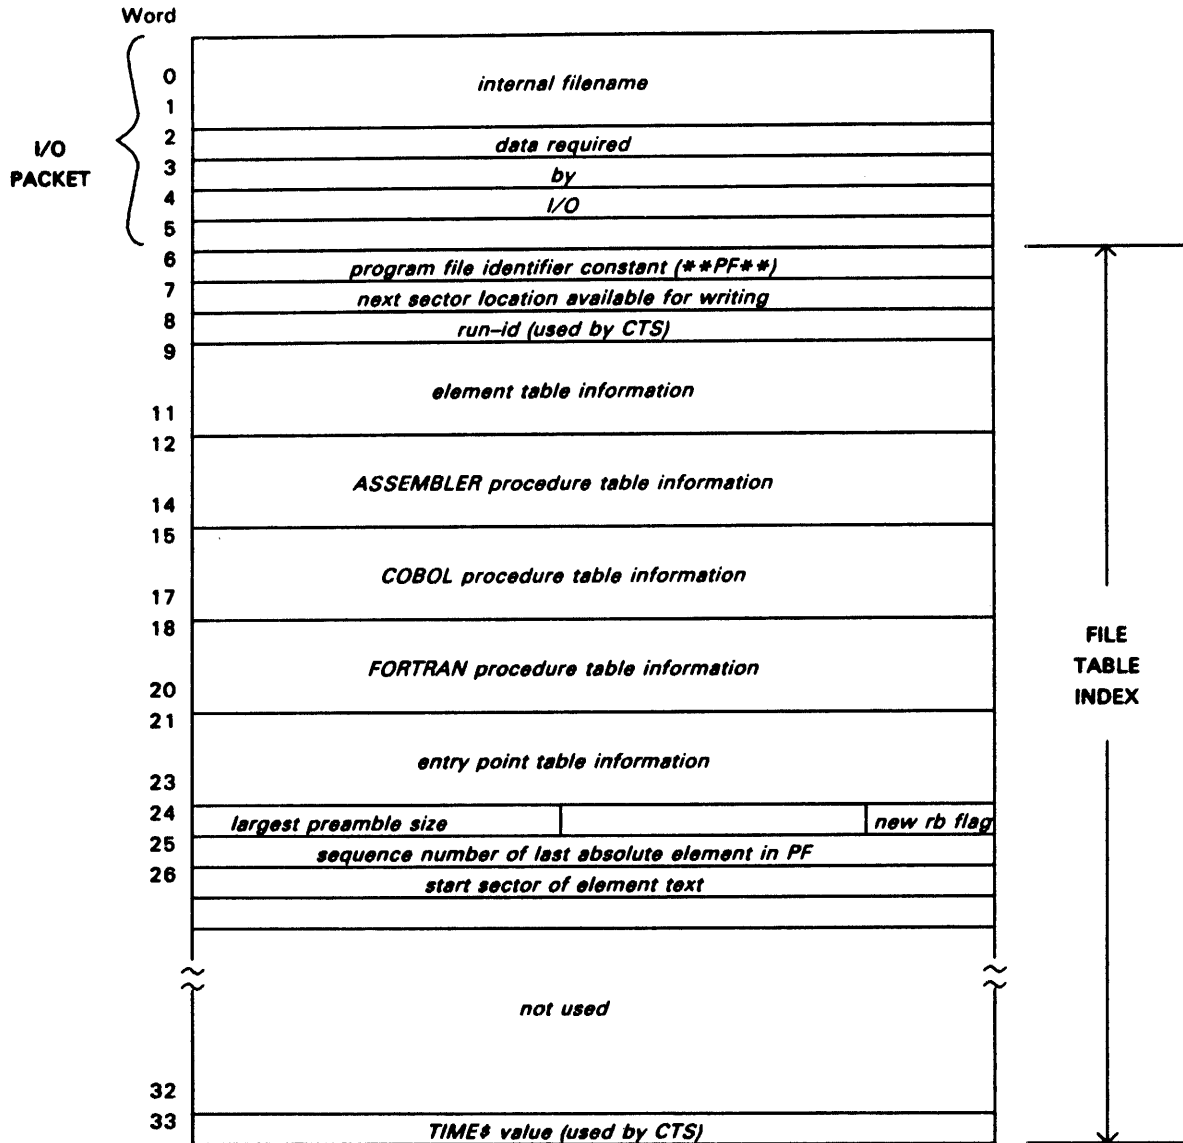 Word
0
internal filename
1
I/O
PACKET
2
data required
3
by
4
I/O
5
6
program file identifier constant (**PF**)
7
next sector location available for writing
8
run-id (used by CTS)
9
element table information
11
12
ASSEMBLER procedure table information
14
15
COBOL procedure table information
17
18
FILE
TABLE
INDEX
FORTRAN procedure table information
20
21
entry point table information
23
24
largest preamble size new rb flag
25
sequence number of last absolute element in PF
26
start sector of element text
not used
32
33
TIME$ value (used by CTS)